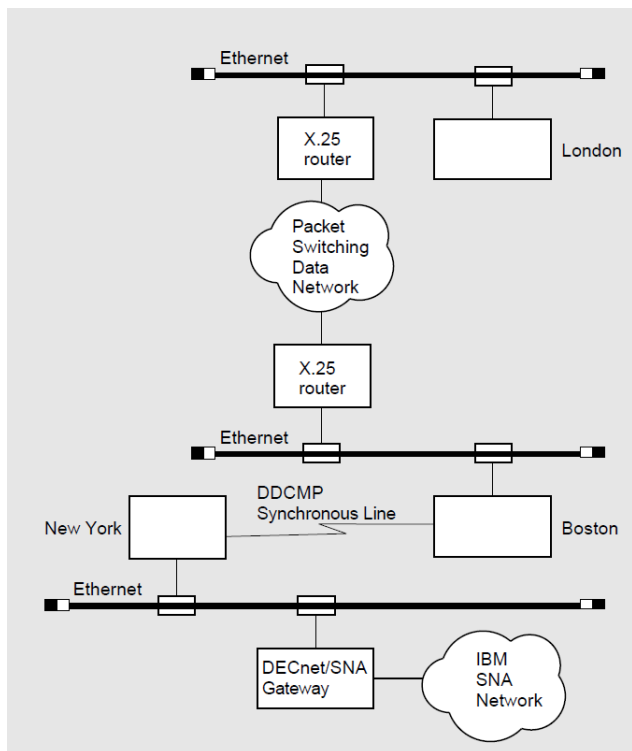 Ethernet
X.25
router
London
Packet
Switching
Data
Network
X.25
router
Ethernet
DDCMP
Synchronous Line
New York
Boston
Ethernet
DECnet/SNA
Gateway
IBM
SNA
Network